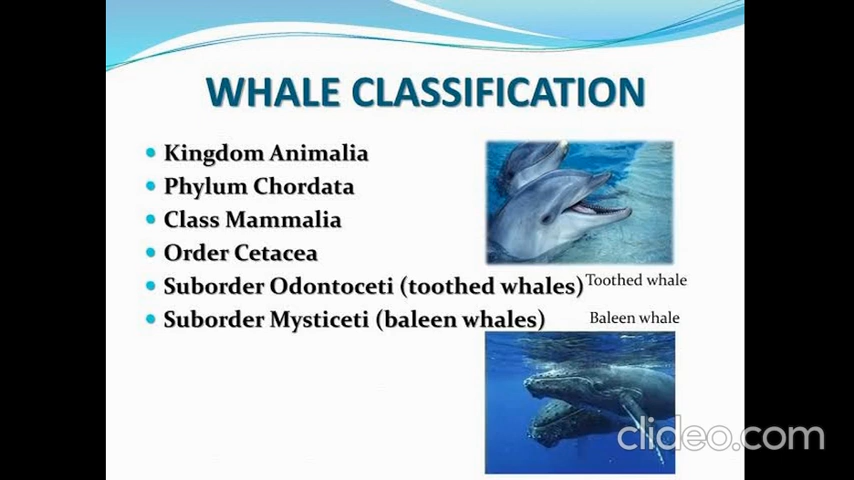 WHALE CLASSIFICATION
Kingdom Animalia
Phylum Chordata
Class Mammalia
Order Cetacea
Suborder Odontoceti (toothed whales)
Suborder Mysticeti (baleen whales)
Toothed whale
Baleen whale
clideo.com